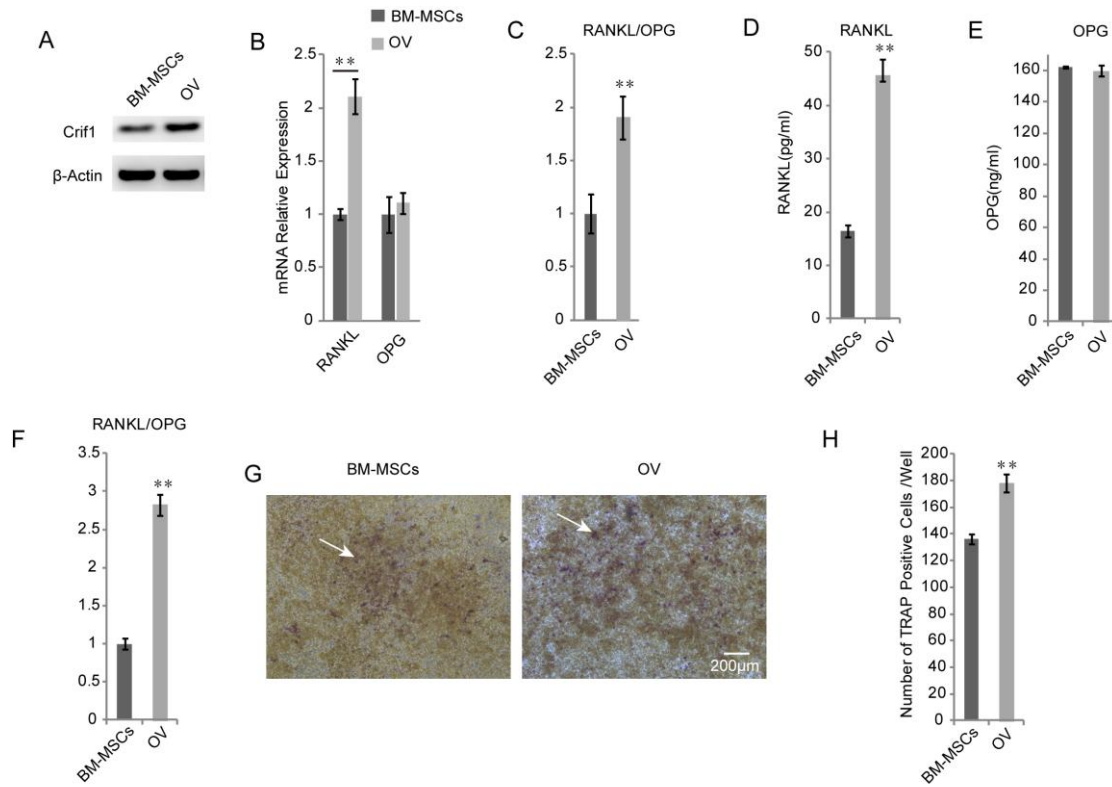 A
BM-MSCs
OV
Crif1
β-Actin
B
BM-MSCs
OV
mRNA Relative Expression
2.5
2
1.5
1
0.5
0
**
RANKL
OPG
C
RANKL/OPG
2.5
2
1.5
1
0.5
0
**
BM-MSCs
OV
D
RANKL
RANKL(pg/ml)
50
40
30
20
10
0
**
BM-MSCs
OV
E
OPG
OPG(ng/ml)
160
140
120
100
80
60
40
20
0
BM-MSCs
OV
F
RANKL/OPG
3.5
3
2.5
2
1.5
1
0.5
0
**
BM-MSCs
OV
G
BM-MSCs
OV
200μm
H
Number of TRAP Positive Cells /Well
200
180
160
140
120
100
80
60
40
20
0
**
BM-MSCs
OV